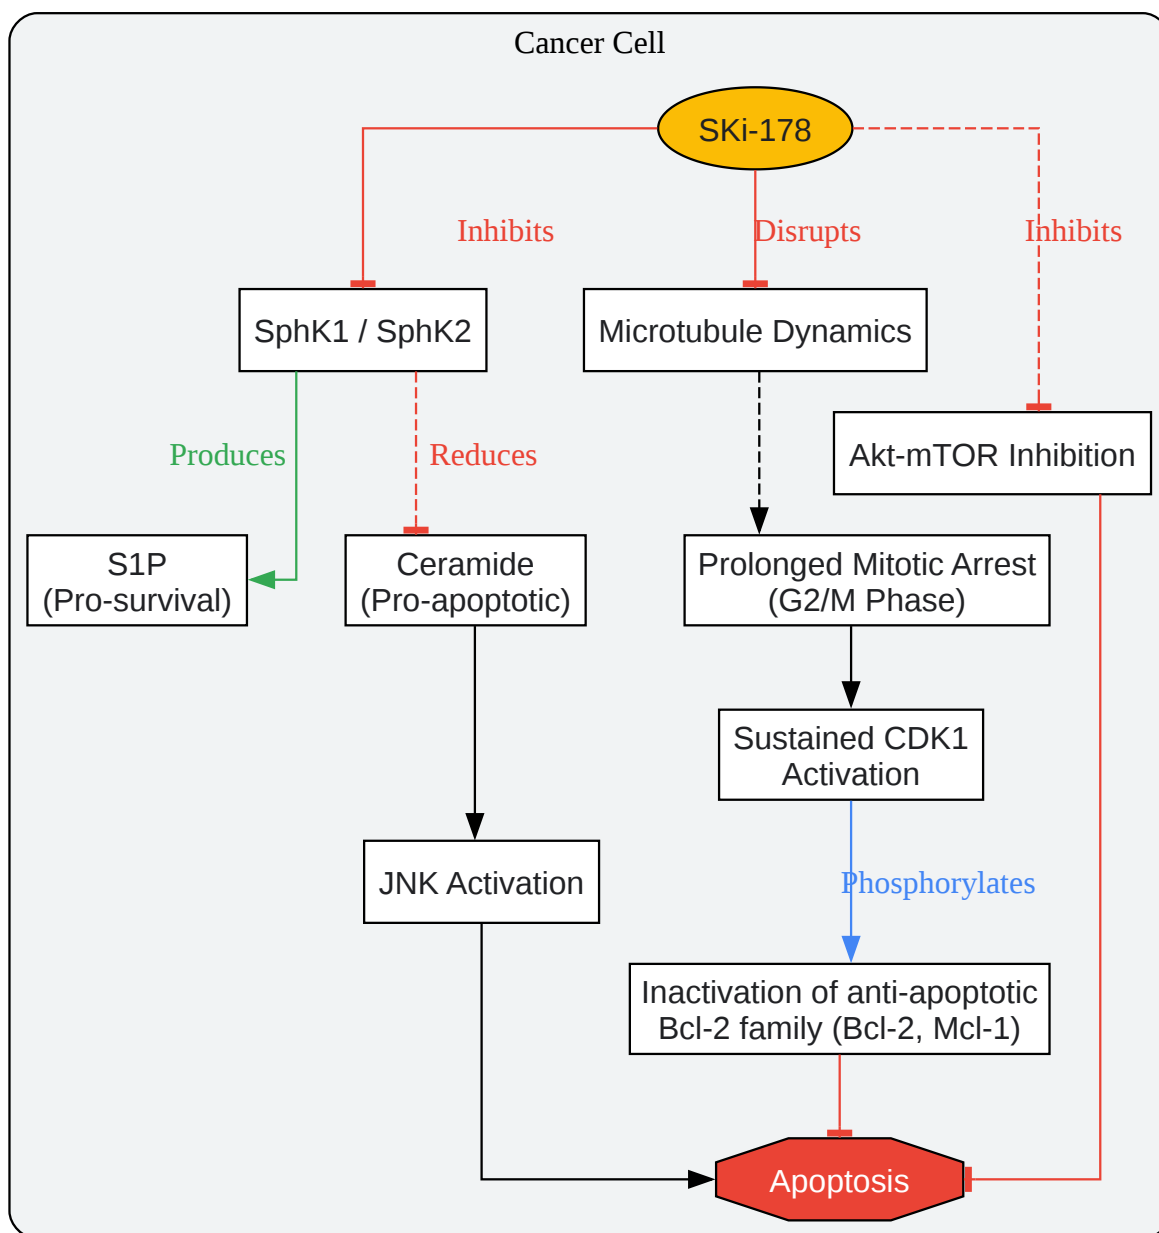 Cancer Cell
SKi-178
Inhibits
Disrupts
Inhibits
SphK1 / SphK2
Microtubule Dynamics
Produces
Reduces
Akt-mTOR Inhibition
S1P
(Pro-survival)
Ceramide
(Pro-apoptotic)
Prolonged Mitotic Arrest
(G2/M Phase)
Sustained CDK1
Activation
JNK Activation
Phosphorylates
Inactivation of anti-apoptotic
Bcl-2 family (Bcl-2, Mcl-1)
Apoptosis